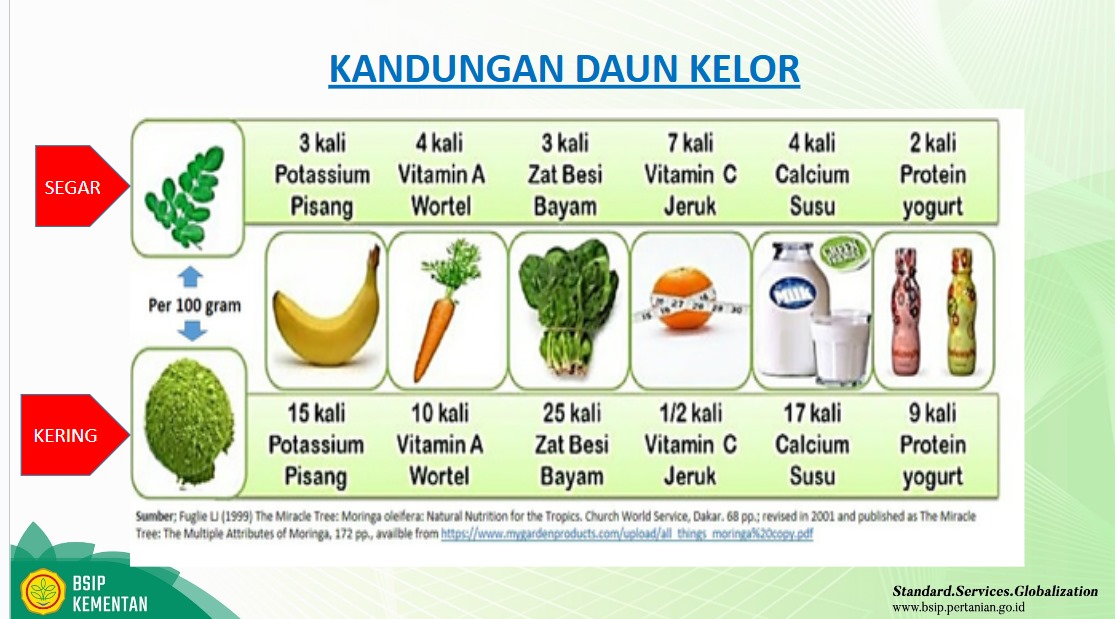 KANDUNGAN DAUN KELOR
SEGAR
3 kali
Potassium
Pisang
4 kali
Vitamin A
Wortel
3 kali
Zat Besi
Bayam
7 kali
Vitamin C
Jeruk
4 kali
Calcium
Susu
2 kali
Protein
yogurt
Per 100 gram
MILK
KERING
15 kali
Potassium
Pisang
10 kali
Vitamin A
Wortel
25 kali
Zat Besi
Bayam
1/2 kali
Vitamin C
Jeruk
17 kali
Calcium
Susu
9 kali
Protein
yogurt
Sumber; Fuglie LJ (1999) The Miracle Tree: Moringa oleifera: Natural Nutrition for the Tropics. Church World Service, Dakar. 68 pp.; revised in 2001 and published as The Miracle
Tree: The Multiple Attributes of Moringa, 172 pp., availble from https://www.mygardenproducts.com/upload/all_things_moringa%20copy.pdf
BSIP
KEMENTAN
Standard.Services.Globalization
www.bsip.pertanian.go.id